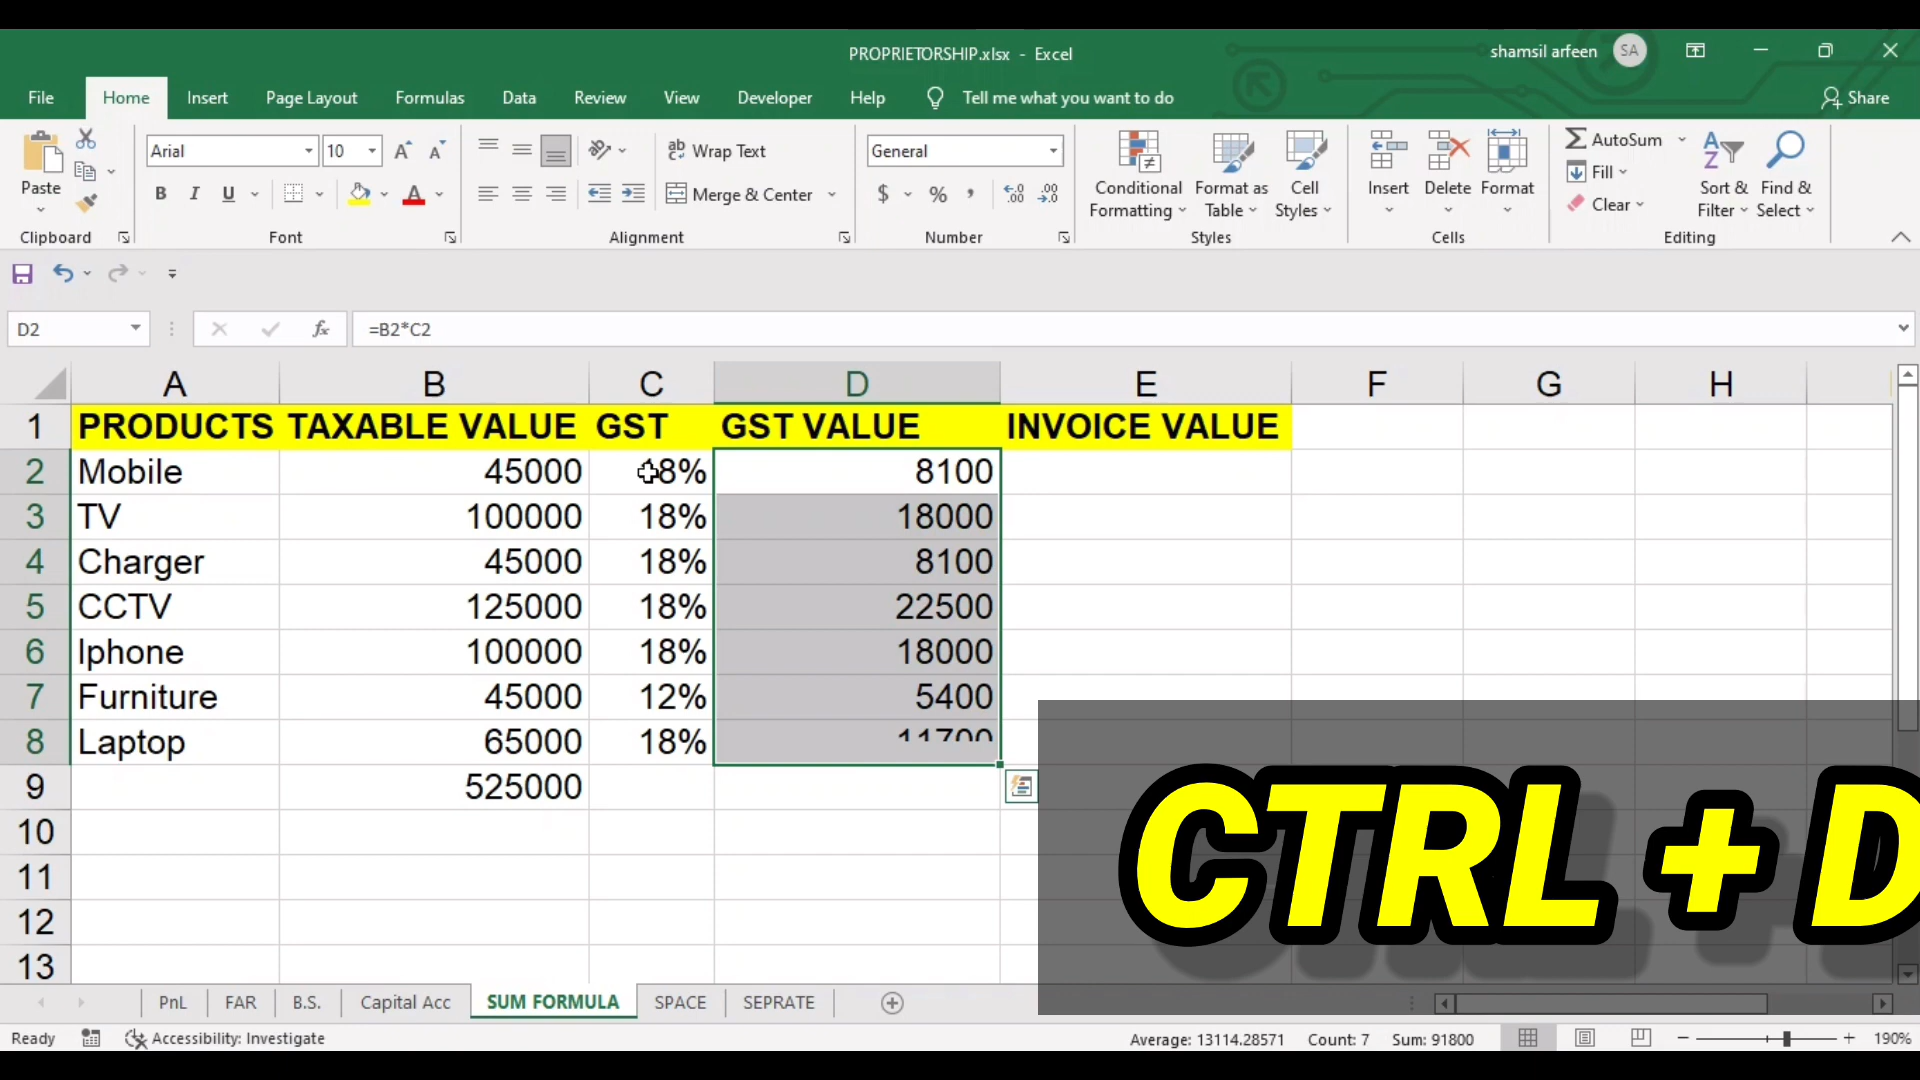 PROPRIETORSHIP.xlsx - Excel
shamsil arfeen SA
File Home Insert Page Layout Formulas Data Review View Developer Help Tell me what you want to do Share
Paste
Clipboard
Arial 10
B I U
Font
Wrap Text
Merge & Center
Alignment
General
$ % ,
Number
Conditional Formatting
Format as Table
Cell Styles
Styles
Insert Delete Format
Cells
AutoSum
Fill
Clear
Sort & Filter
Find & Select
Editing
D2 fx =B2*C2
A B C D E F G H
1 PRODUCTS TAXABLE VALUE GST GST VALUE INVOICE VALUE
2 Mobile 45000 18% 8100
3 TV 100000 18% 18000
4 Charger 45000 18% 8100
5 CCTV 125000 18% 22500
6 Iphone 100000 18% 18000
7 Furniture 45000 12% 5400
8 Laptop 65000 18% 11700
9 525000
10
11
12
13
CTRL + D
PnL FAR B.S. Capital Acc SUM FORMULA SPACE SEPRATE
Ready Accessibility: Investigate Average: 13114.28571 Count: 7 Sum: 91800 190%